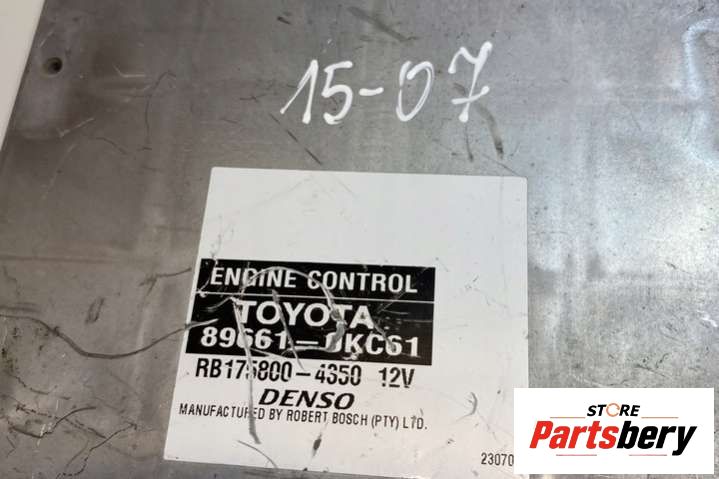 15-07
ENGINE CONTROL
TOYOTA
89661-0KC61
RB175800-4350 12V
DENSO
MANUFACTURED BY ROBERT BOSCH (PTY) LTD.
23070
STORE
Partsbery